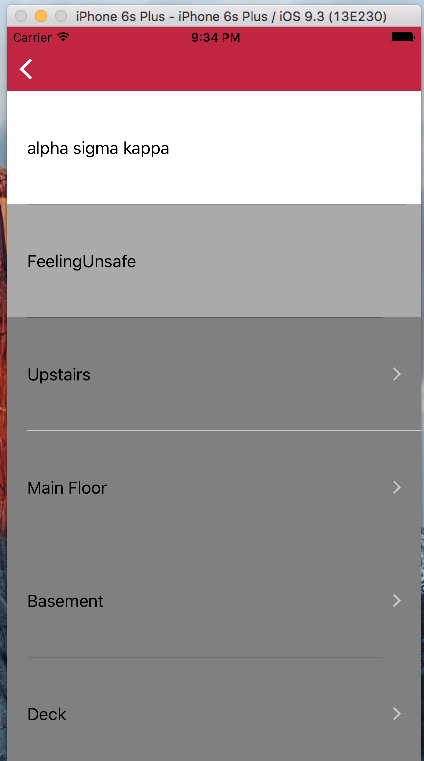 iPhone 6s Plus - iPhone 6s Plus / iOS 9.3 (13E230)
Carrier 9:34 PM
alpha sigma kappa
FeelingUnsafe
Upstairs
Main Floor
Basement
Deck